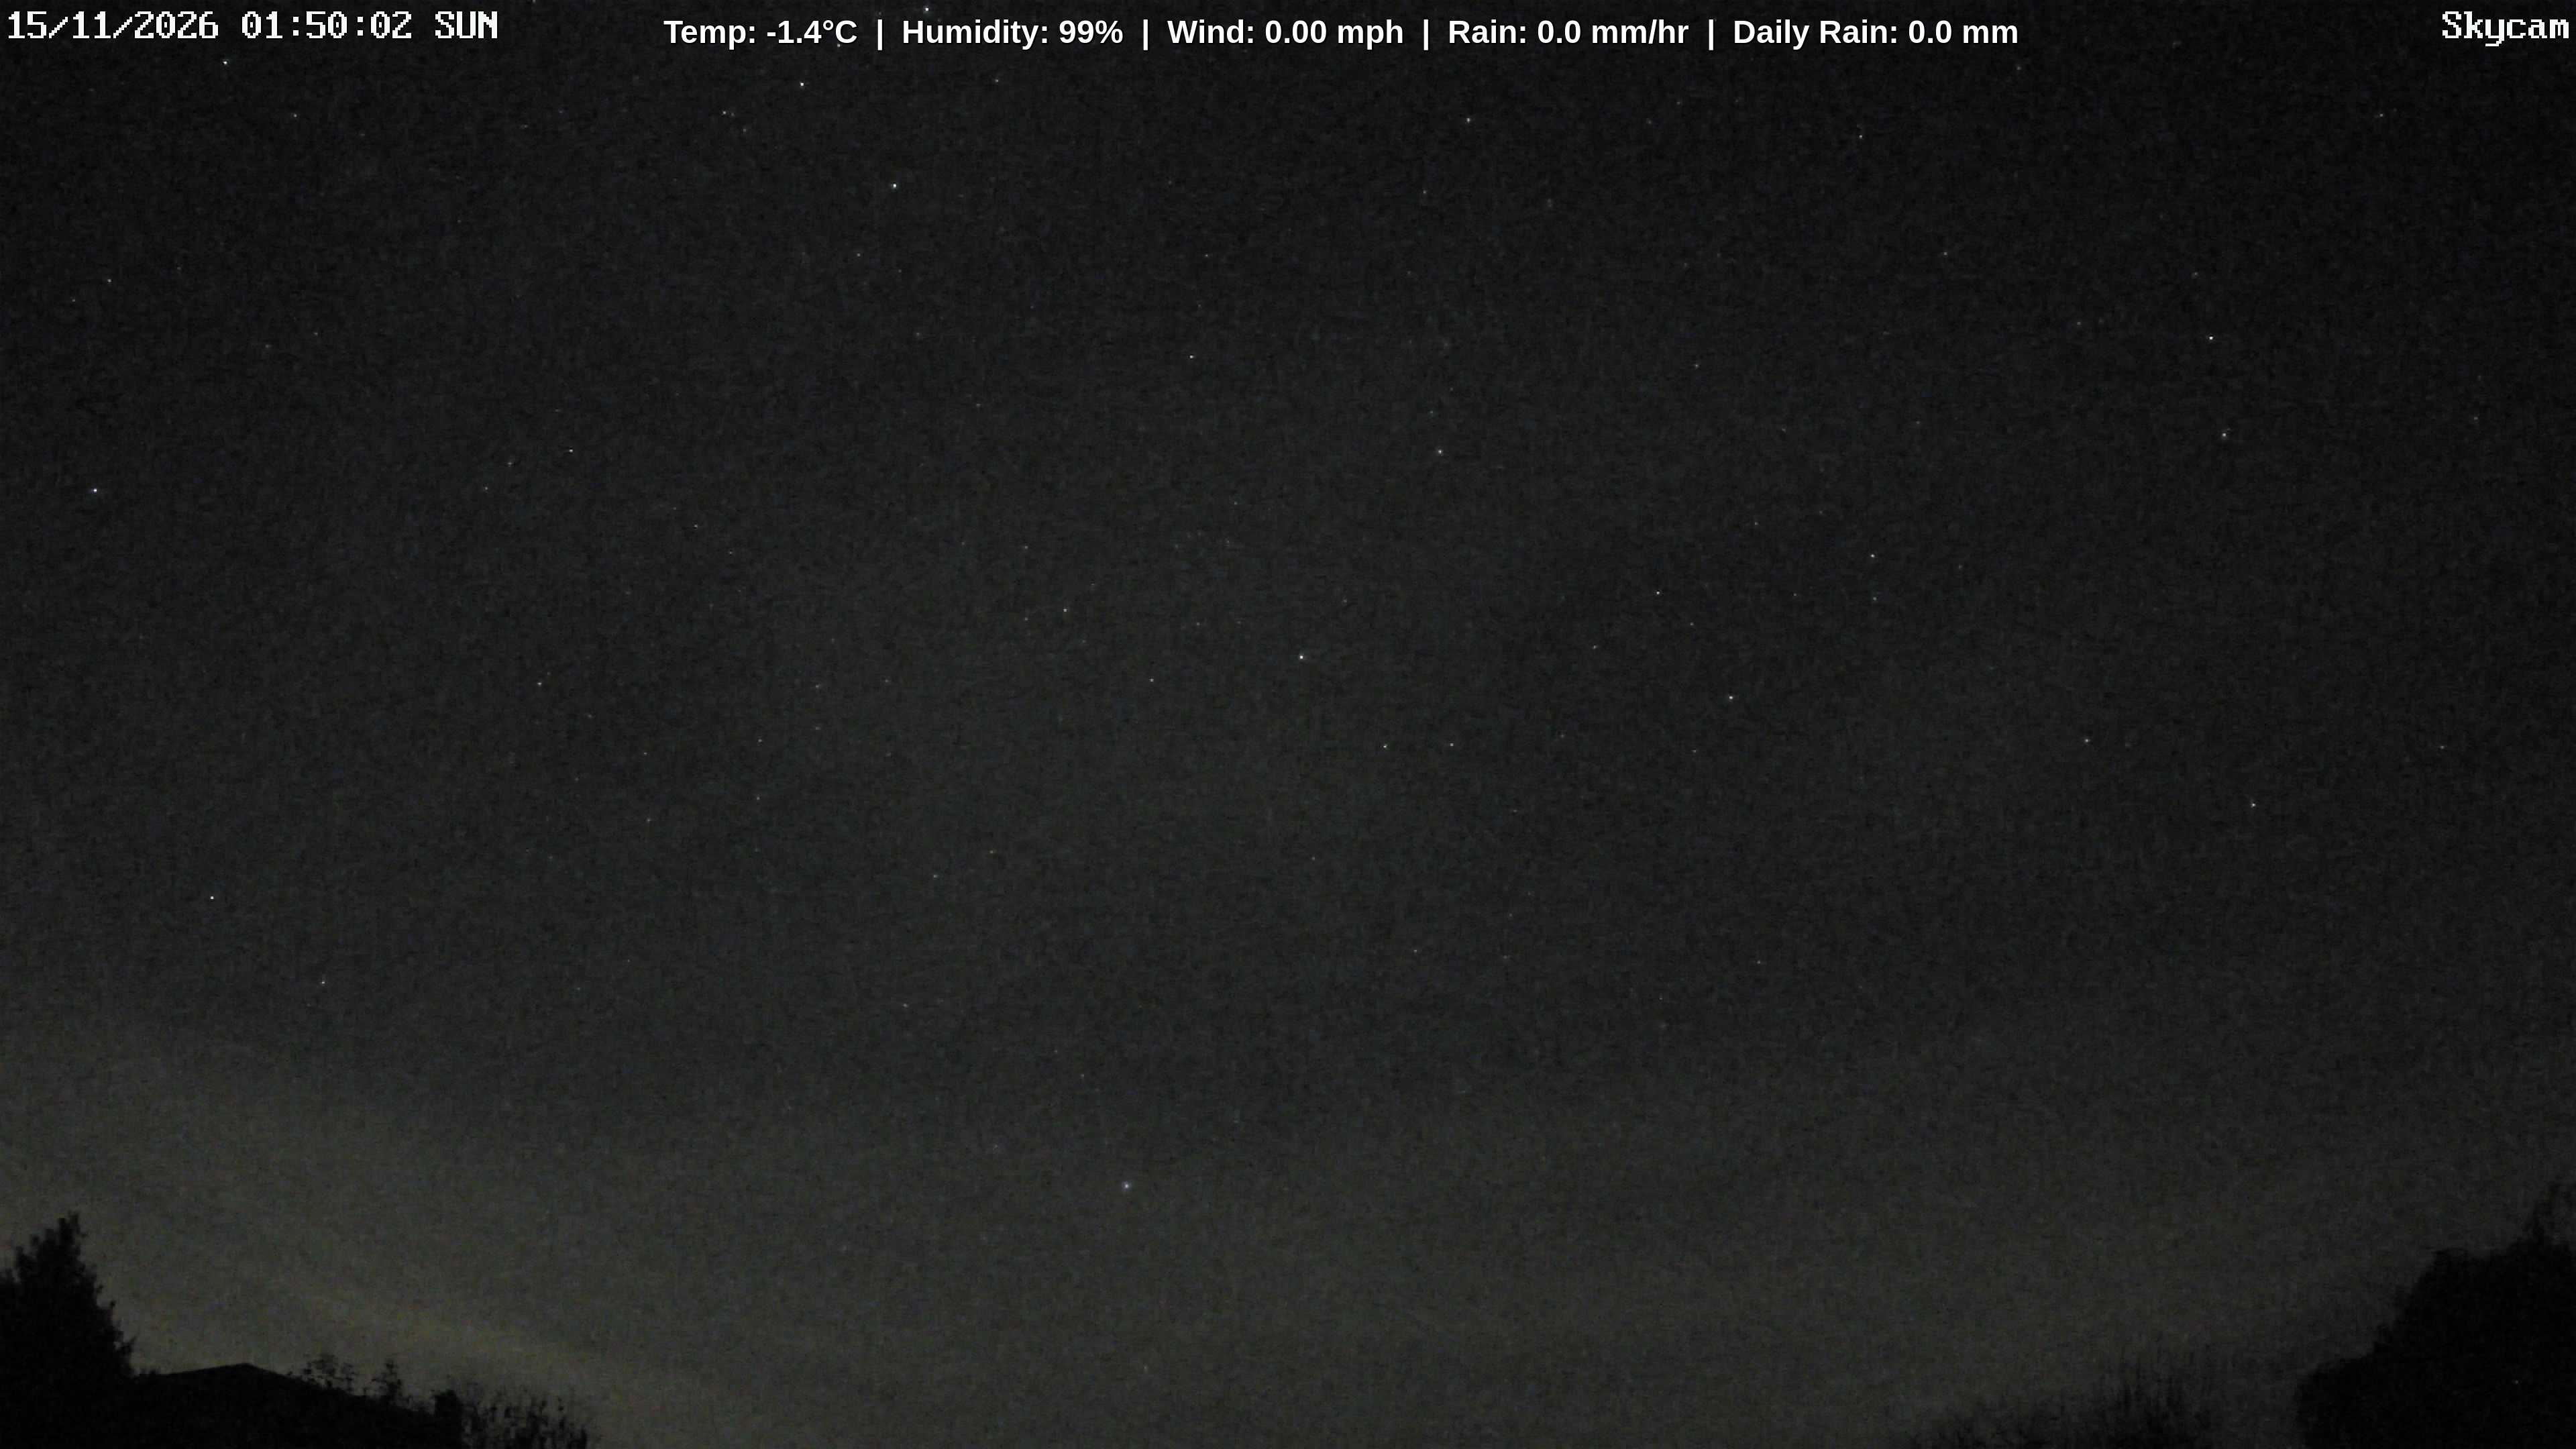 15/11/2026 01:50:02 SUN
Temp: -1.4°C | Humidity: 99% | Wind: 0.00 mph | Rain: 0.0 mm/hr | Daily Rain: 0.0 mm
Skycam